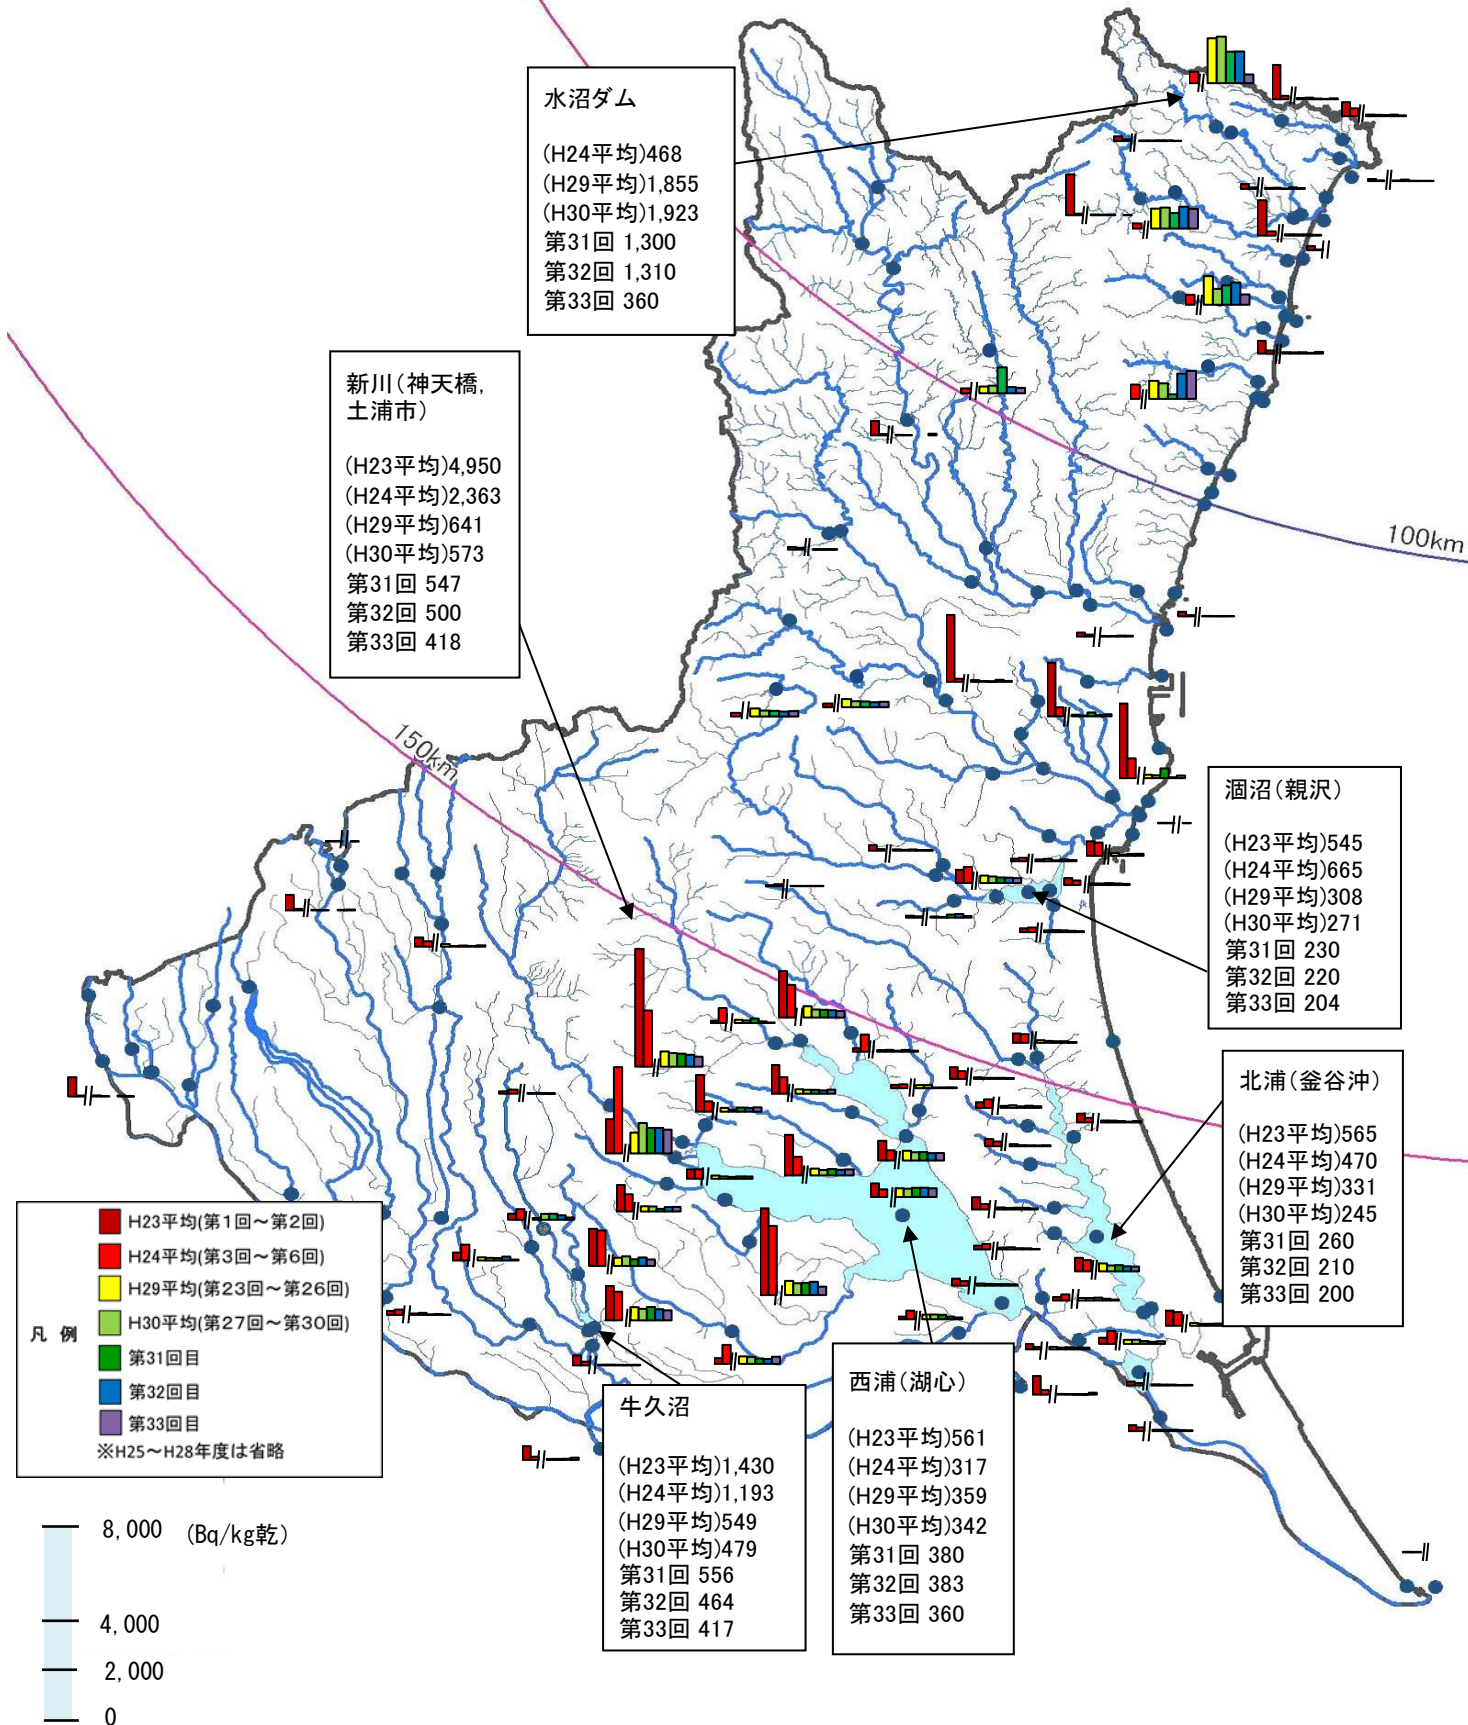 水沼ダム
(H24平均)468
(H29平均)1,855
(H30平均)1,923
第31回 1,300
第32回 1,310
第33回 360
新川(神天橋,
土浦市)
(H23平均)4,950
(H24平均)2,363
(H29平均)641
(H30平均)573
第31回 547
第32回 500
第33回 418
100km
150km
涸沼(親沢)
(H23平均)545
(H24平均)665
(H29平均)308
(H30平均)271
第31回 230
第32回 220
第33回 204
北浦(釜谷沖)
(H23平均)565
(H24平均)470
(H29平均)331
(H30平均)245
第31回 260
第32回 210
第33回 200
凡 例
H23平均(第1回～第2回)
H24平均(第3回～第6回)
H29平均(第23回～第26回)
H30平均(第27回～第30回)
第31回目
第32回目
第33回目
※H25～H28年度は省略
牛久沼
(H23平均)1,430
(H24平均)1,193
(H29平均)549
(H30平均)479
第31回 556
第32回 464
第33回 417
西浦(湖心)
(H23平均)561
(H24平均)317
(H29平均)359
(H30平均)342
第31回 380
第32回 383
第33回 360
8,000 (Bq/kg乾)
4,000
2,000
0